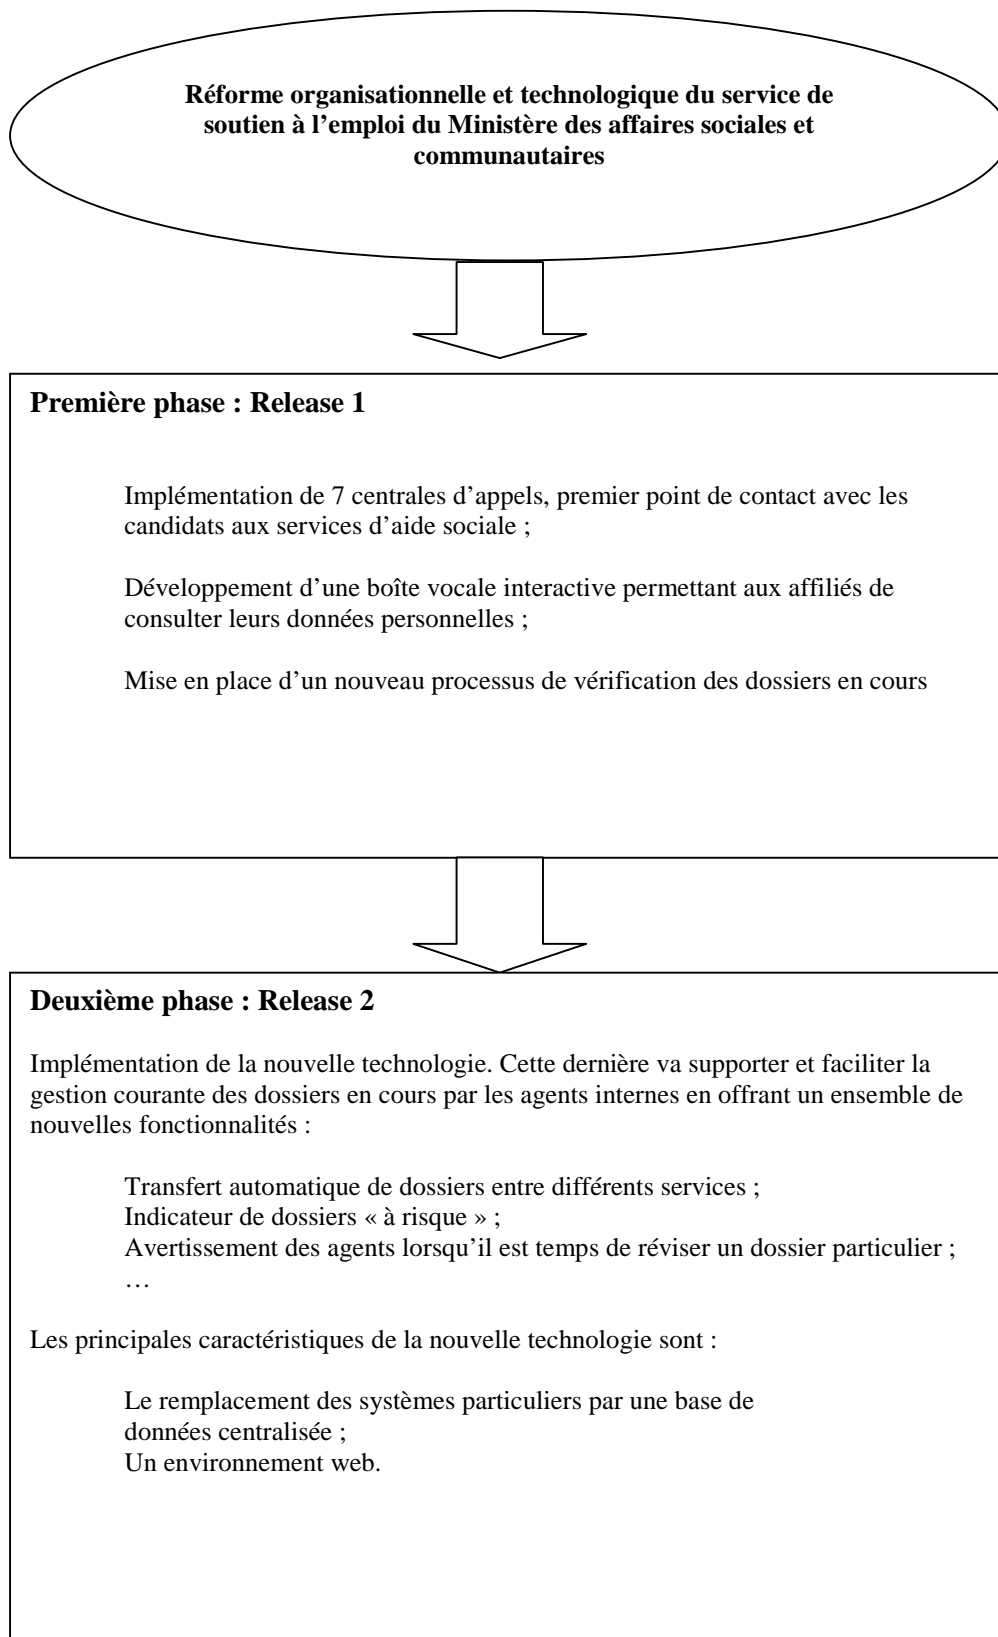 Réforme organisationnelle et technologique du service de
soutien à l’emploi du Ministère des affaires sociales et
communautaires
Première phase : Release 1
Implémentation de 7 centrales d’appels, premier point de contact avec les
candidats aux services d’aide sociale ;
Développement d’une boîte vocale interactive permettant aux affiliés de
consulter leurs données personnelles ;
Mise en place d’un nouveau processus de vérification des dossiers en cours
Deuxième phase : Release 2
Implémentation de la nouvelle technologie. Cette dernière va supporter et faciliter la
gestion courante des dossiers en cours par les agents internes en offrant un ensemble de
nouvelles fonctionnalités :
Transfert automatique de dossiers entre différents services ;
Indicateur de dossiers « à risque » ;
Avertissement des agents lorsqu’il est temps de réviser un dossier particulier ;
…
Les principales caractéristiques de la nouvelle technologie sont :
Le remplacement des systèmes particuliers par une base de
données centralisée ;
Un environnement web.